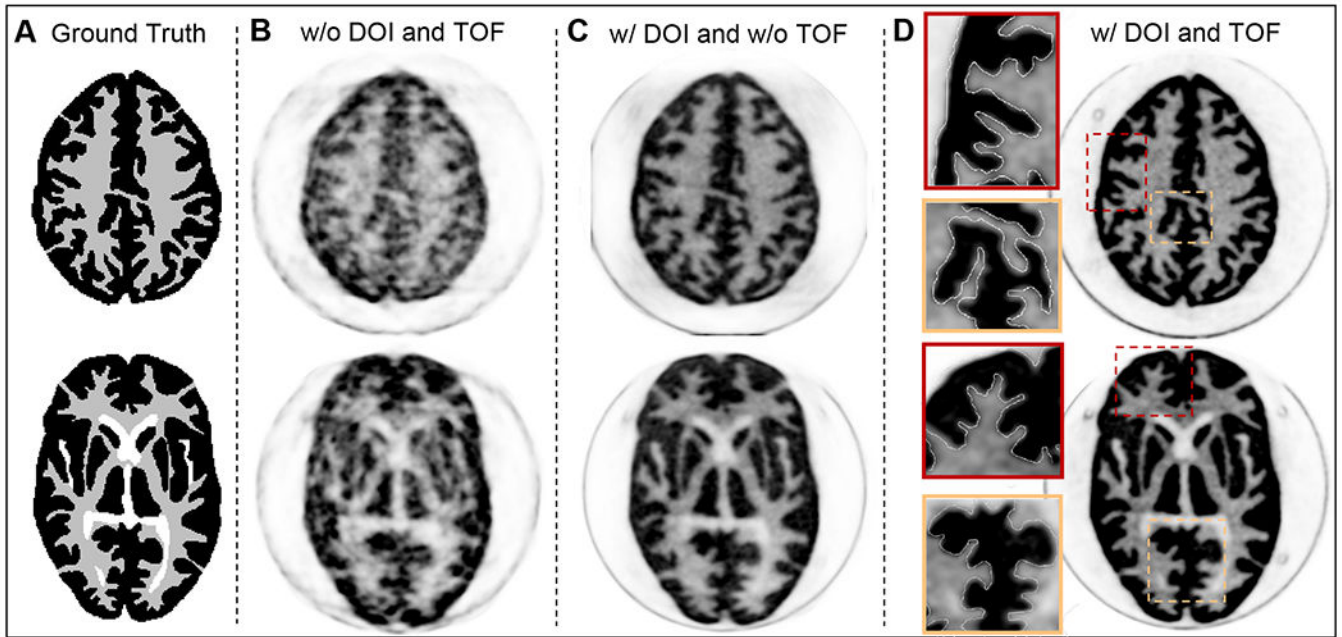 A Ground Truth
B w/o DOI and TOF
C w/ DOI and w/o TOF
D w/ DOI and TOF